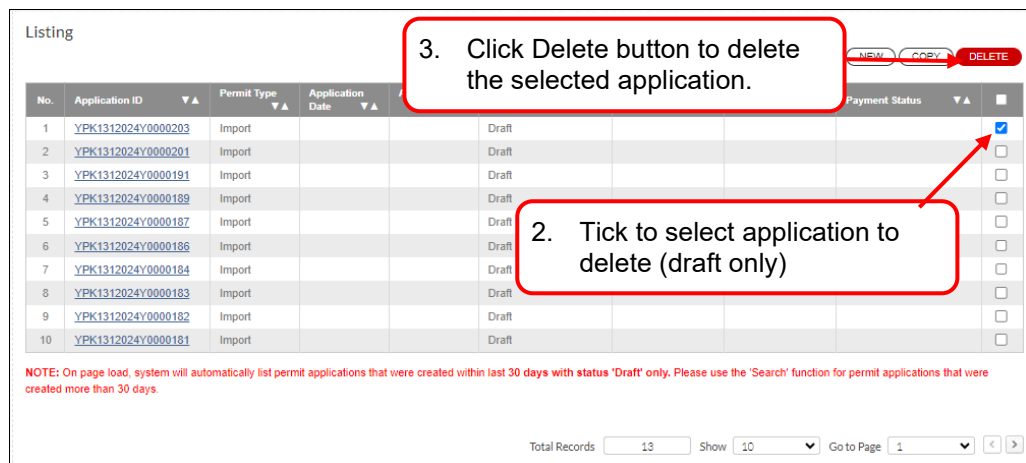 Listing
3. Click Delete button to delete
the selected application.
NEW COPY DELETE
No. Application ID ▼▲ Permit Type ▼▲ Application Date ▼▲ Payment Status ▼▲
1 YPK1312024Y0000203 Import Draft
2 YPK1312024Y0000201 Import Draft
3 YPK1312024Y0000191 Import Draft
4 YPK1312024Y0000189 Import Draft
5 YPK1312024Y0000187 Import Draft
6 YPK1312024Y0000186 Import Draft
7 YPK1312024Y0000184 Import Draft
8 YPK1312024Y0000183 Import Draft
9 YPK1312024Y0000182 Import Draft
10 YPK1312024Y0000181 Import Draft
2. Tick to select application to
delete (draft only)
NOTE: On page load, system will automatically list permit applications that were created within last 30 days with status 'Draft' only. Please use the 'Search' function for permit applications that were
created more than 30 days.
Total Records 13 Show 10 Go to Page 1 < >